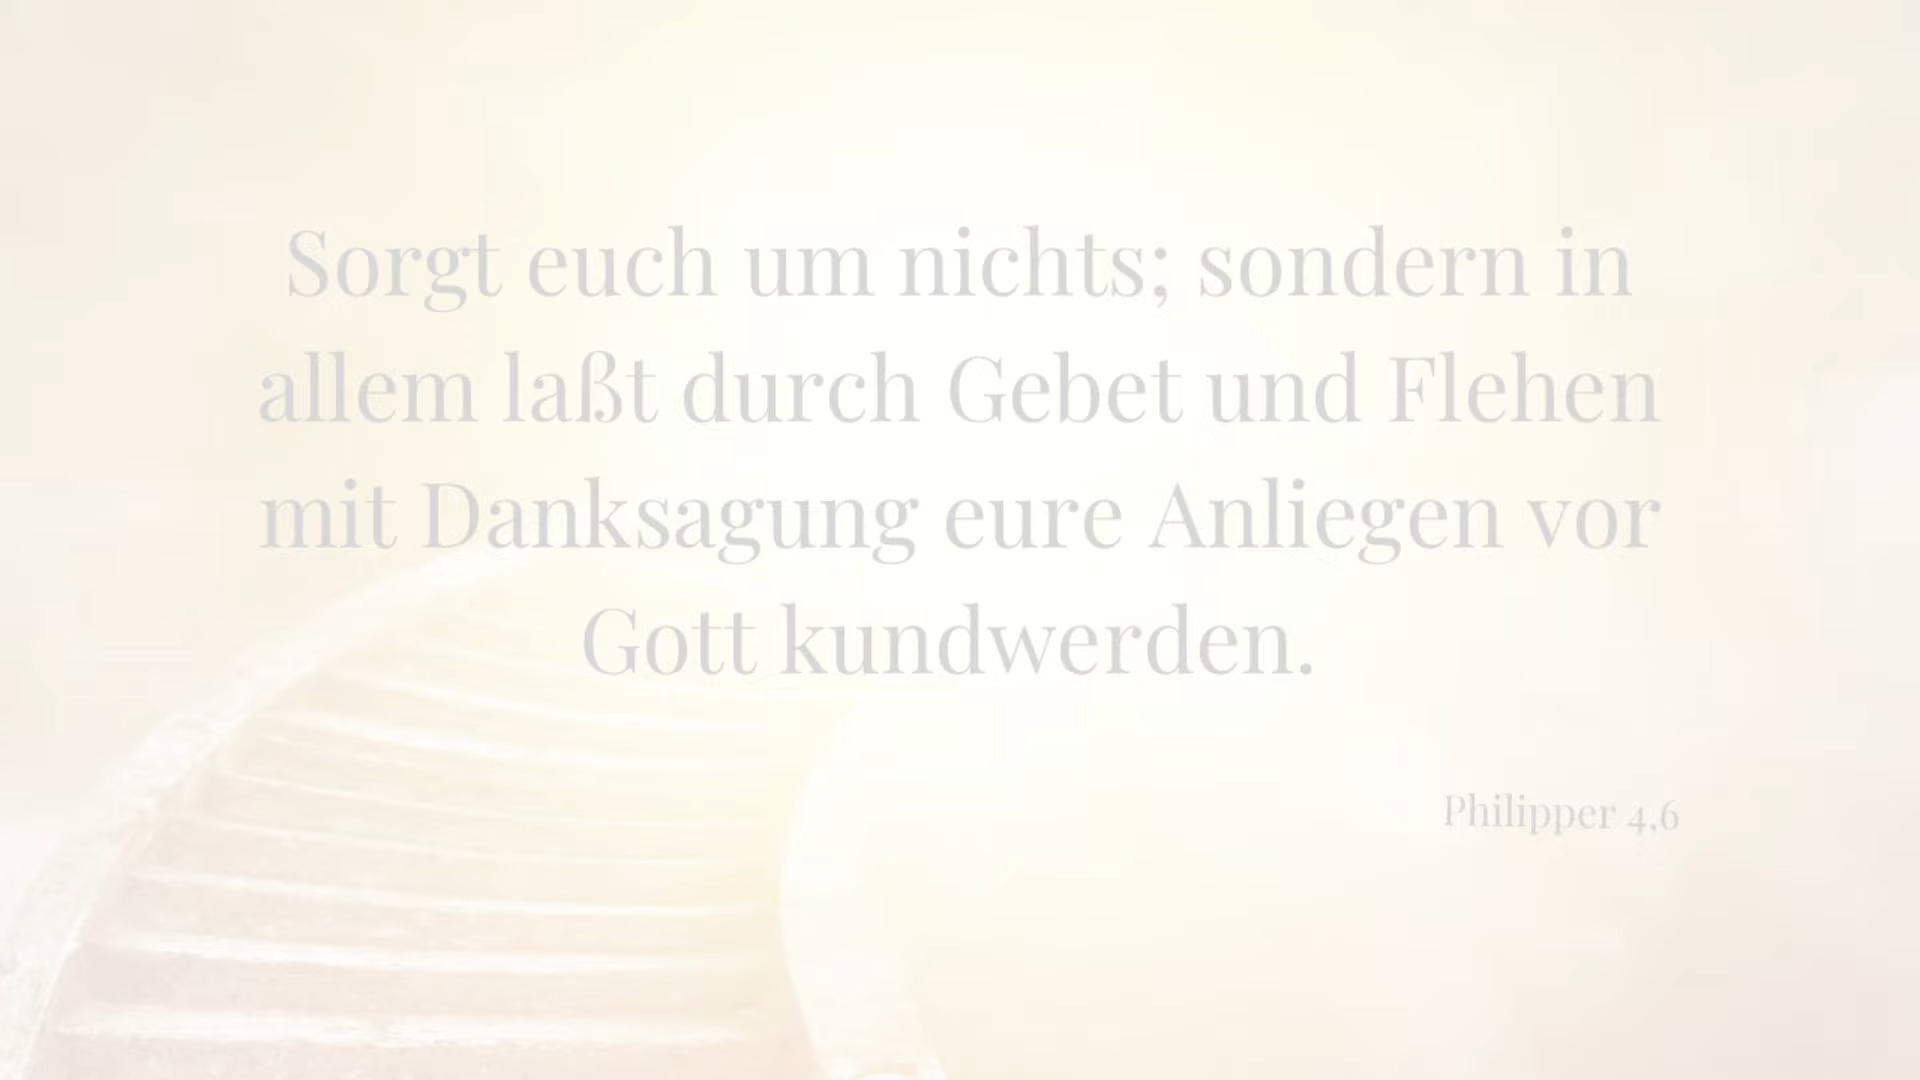 Sorgt euch um nichts; sondern in
allem laßt durch Gebet und Flehen
mit Danksagung eure Anliegen vor
Gott kundwerden.
Philipper 4,6